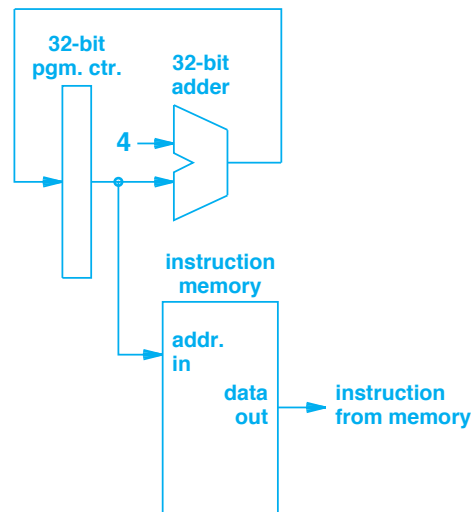 32-bit
pgm. ctr.
32-bit
adder
4
instruction
memory
addr.
in
data
out
instruction
from memory